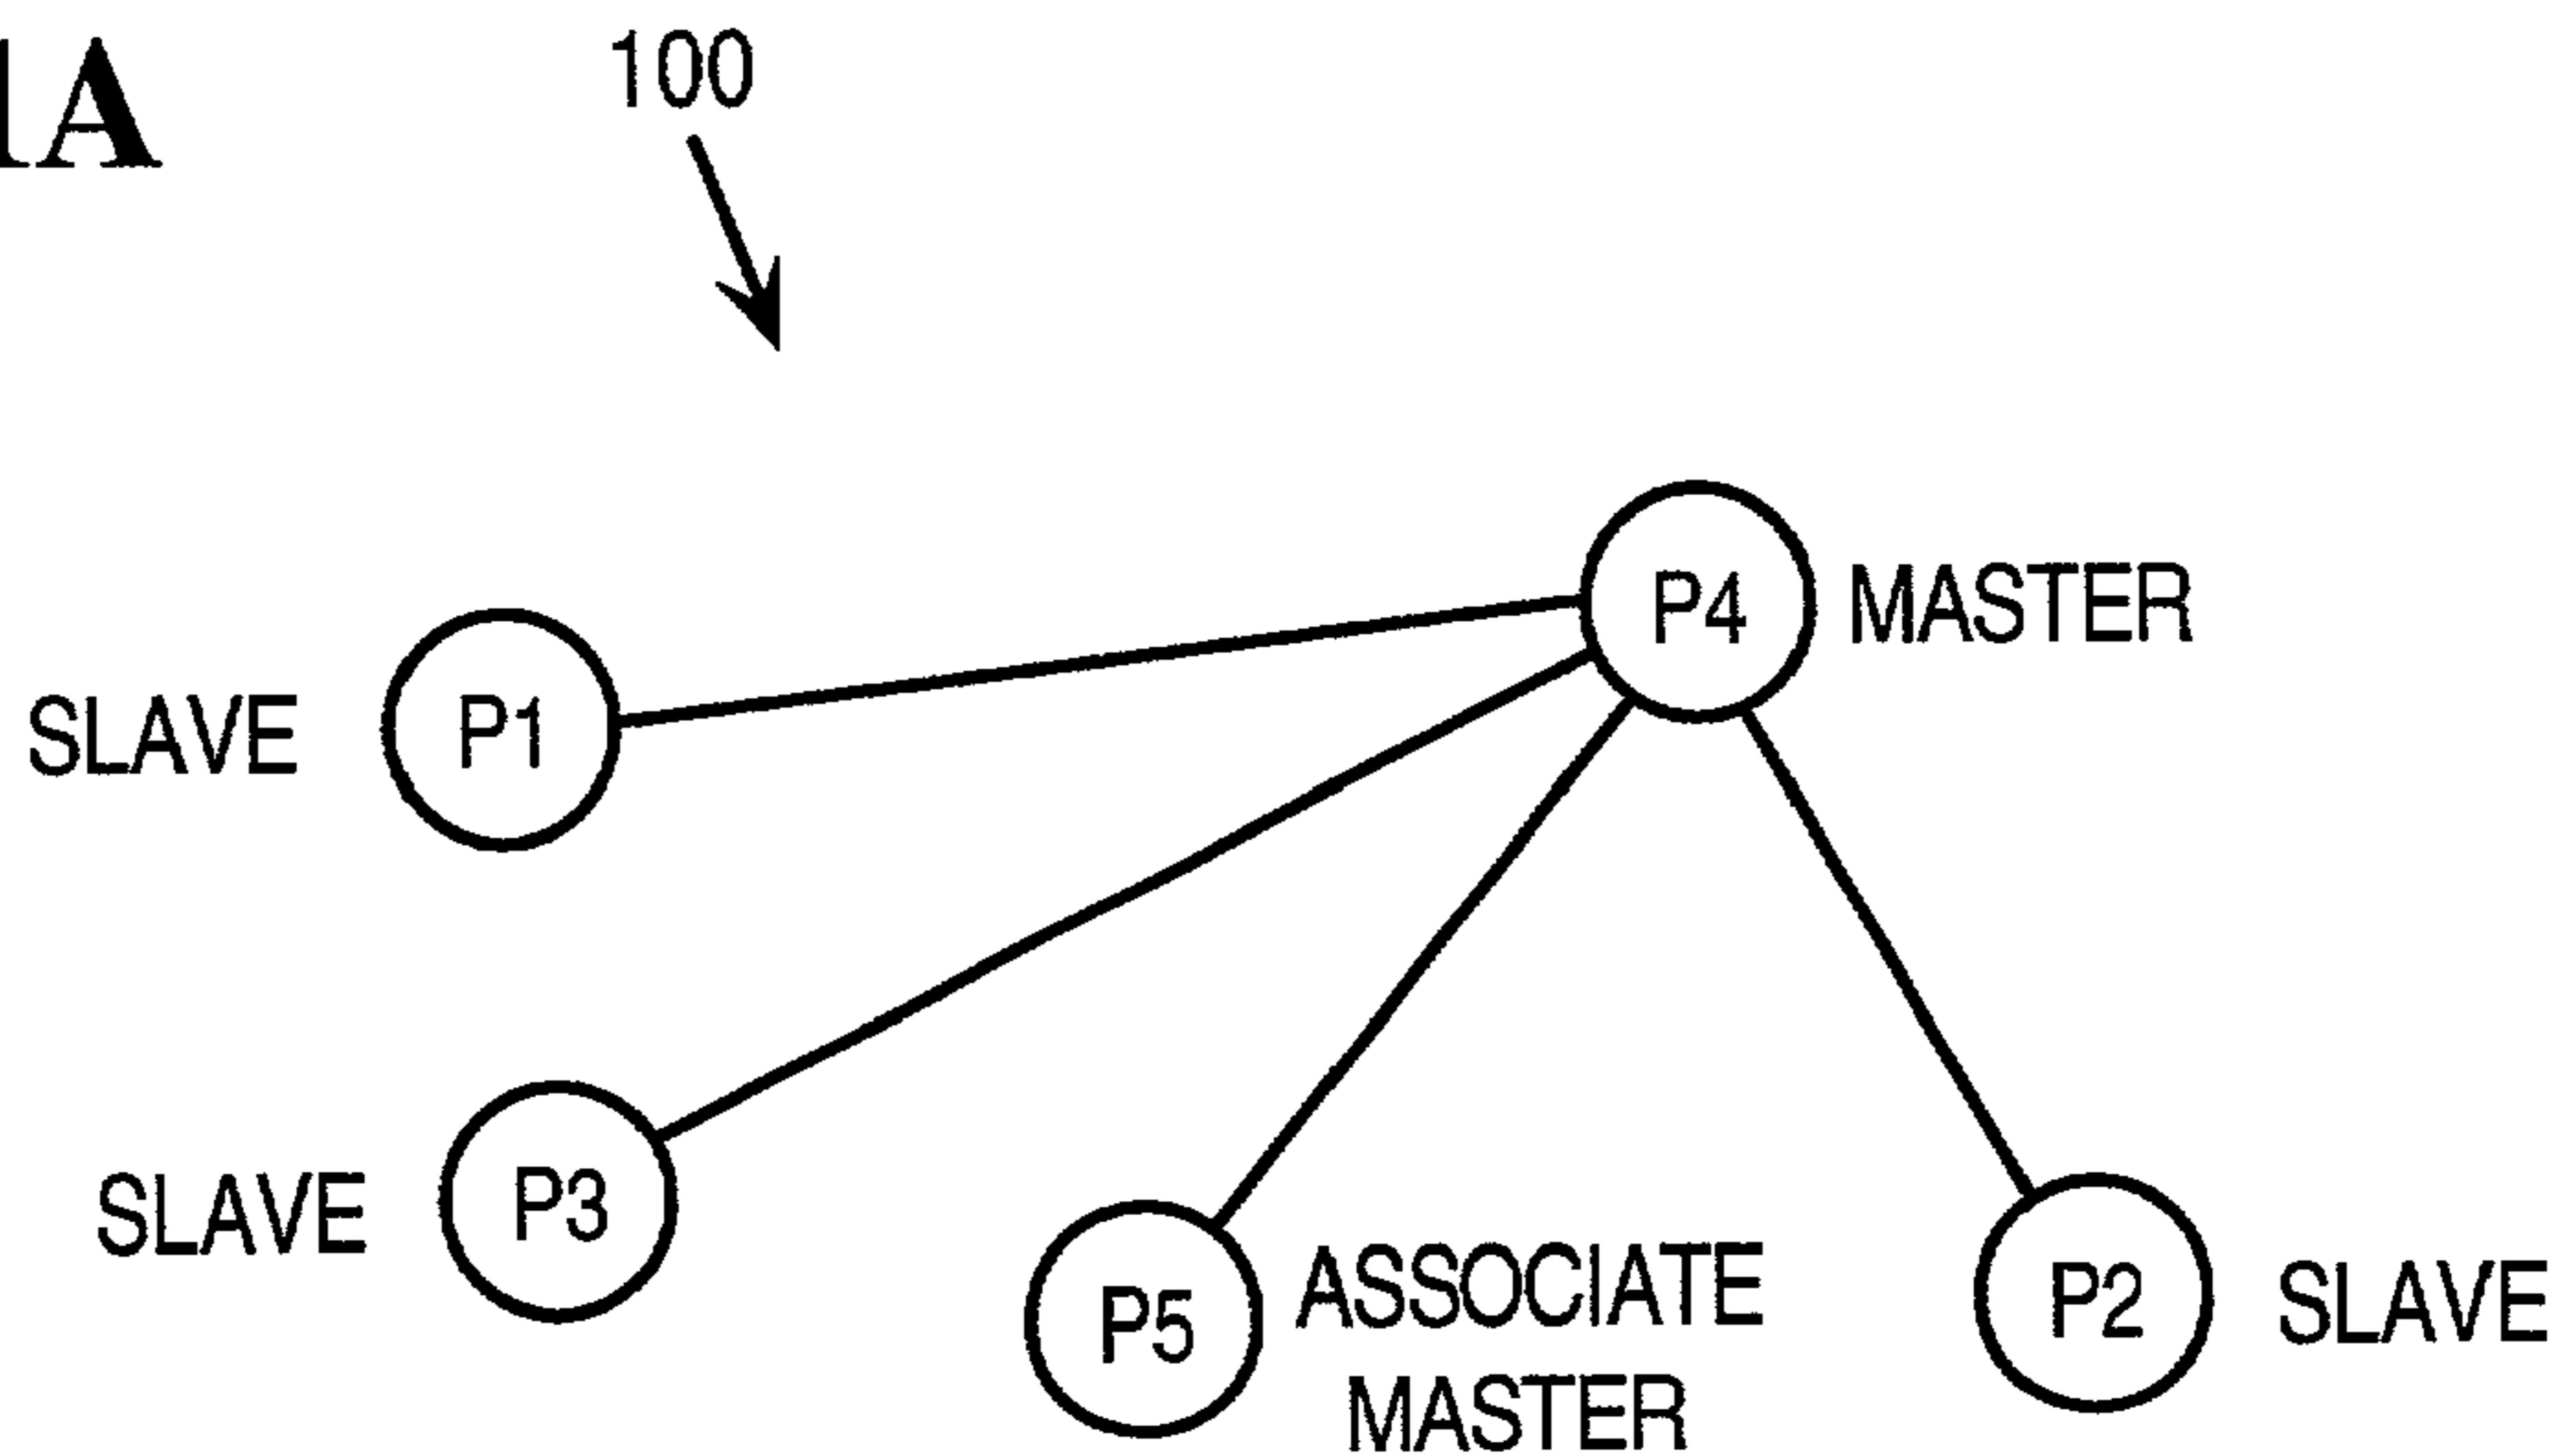 1A
100
P4 MASTER
SLAVE P1
SLAVE P3
P5 ASSOCIATE
MASTER
P2 SLAVE